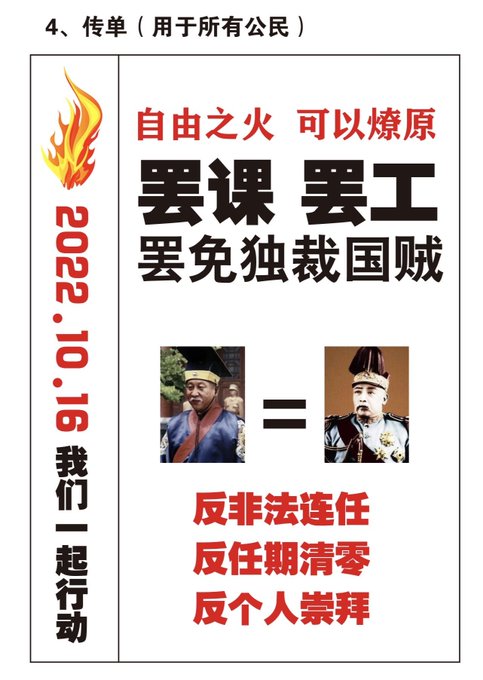 4、传单（用于所有公民）
2022.10.16 我们一起行动
自由之火 可以燎原
罢课 罢工
罢免独裁国贼
=
反非法连任
反任期清零
反个人崇拜